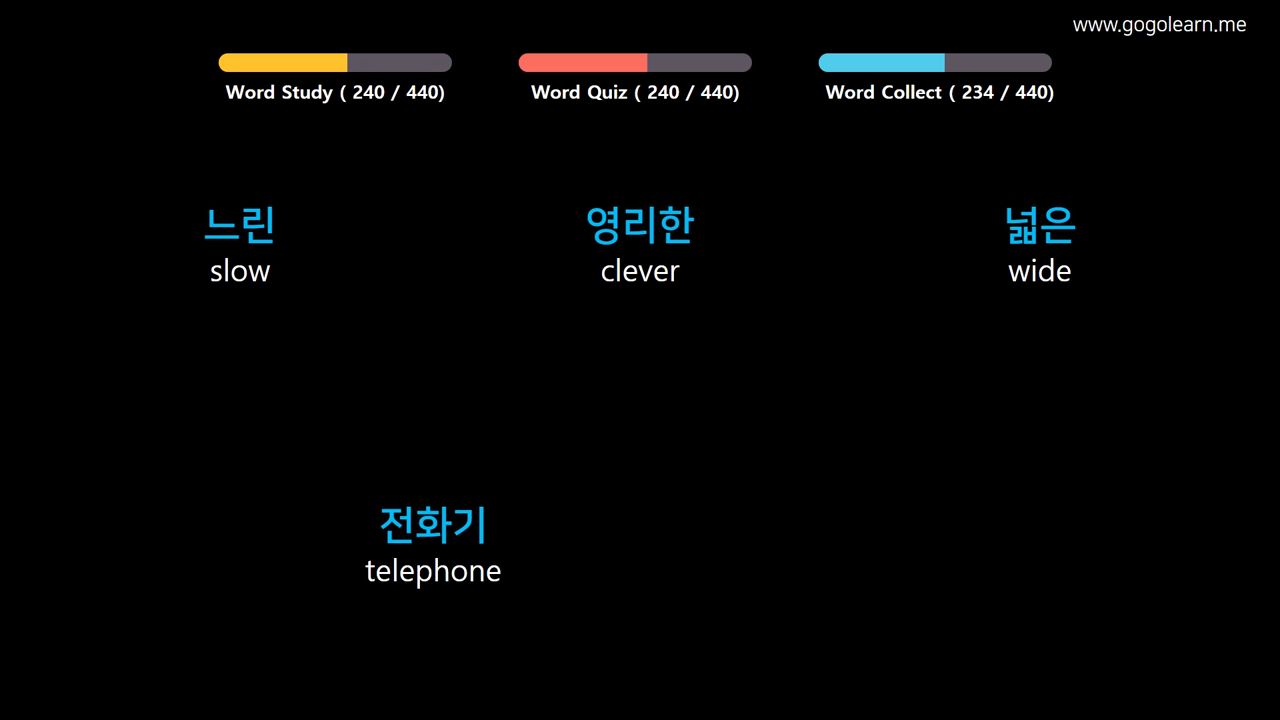 www.gogolearn.me
Word Study ( 240 / 440)
Word Quiz ( 240 / 440)
Word Collect ( 234 / 440)
느린
slow
영리한
clever
넓은
wide
전화기
telephone